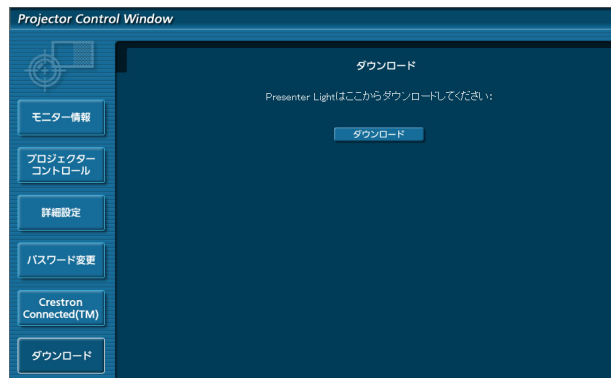 Projector Control Window
モニター情報
プロジェクター
コントロール
詳細設定
パスワード変更
Crestron
Connected(TM)
ダウンロード
ダウンロード
Presenter Lightはここからダウンロードしてください:
ダウンロード